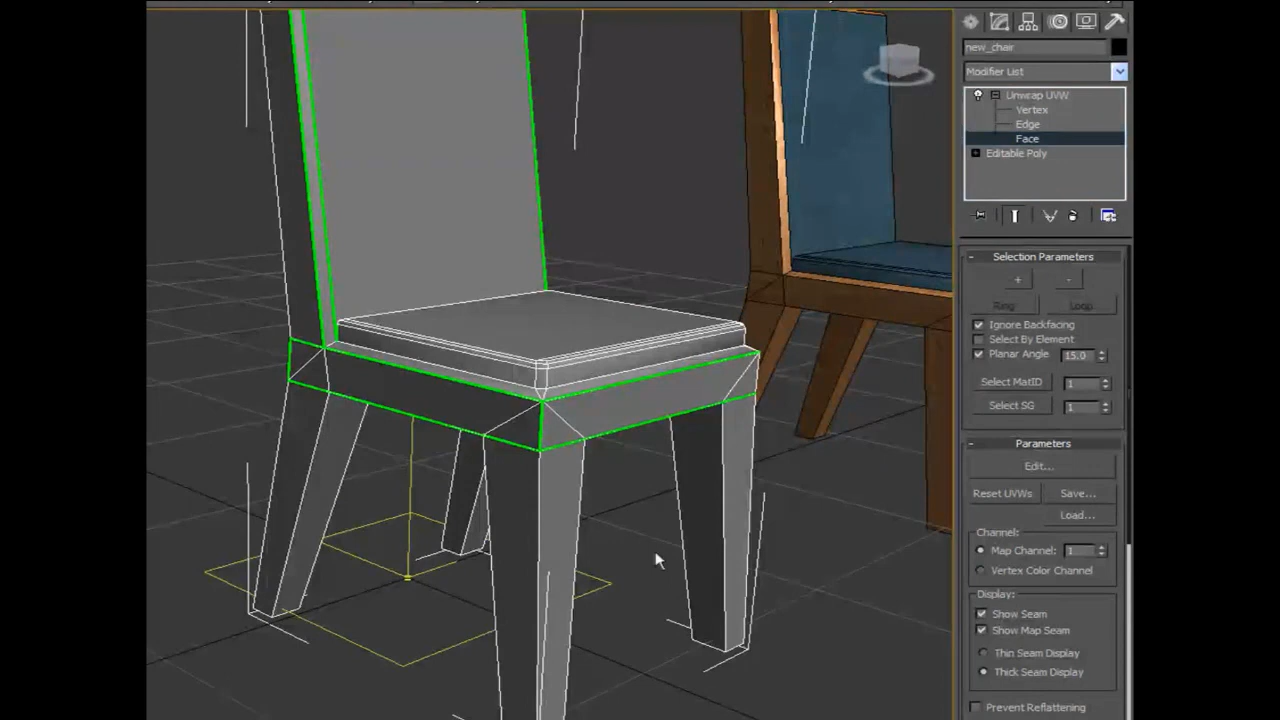 new_chair
Modifier List
Unwrap UVW
Vertex
Edge
Face
Editable Poly
- Selection Parameters
+ -
Ring Loop
Ignore Backfacing
Select By Element
Planar Angle 15.0
Select MatID 1
Select SG 1
- Parameters
Edit...
Reset UVWs Save...
Load...
Channel:
Map Channel: 1
Vertex Color Channel
Display:
Show Seam
Show Map Seam
Thin Seam Display
Thick Seam Display
Prevent Reflattening